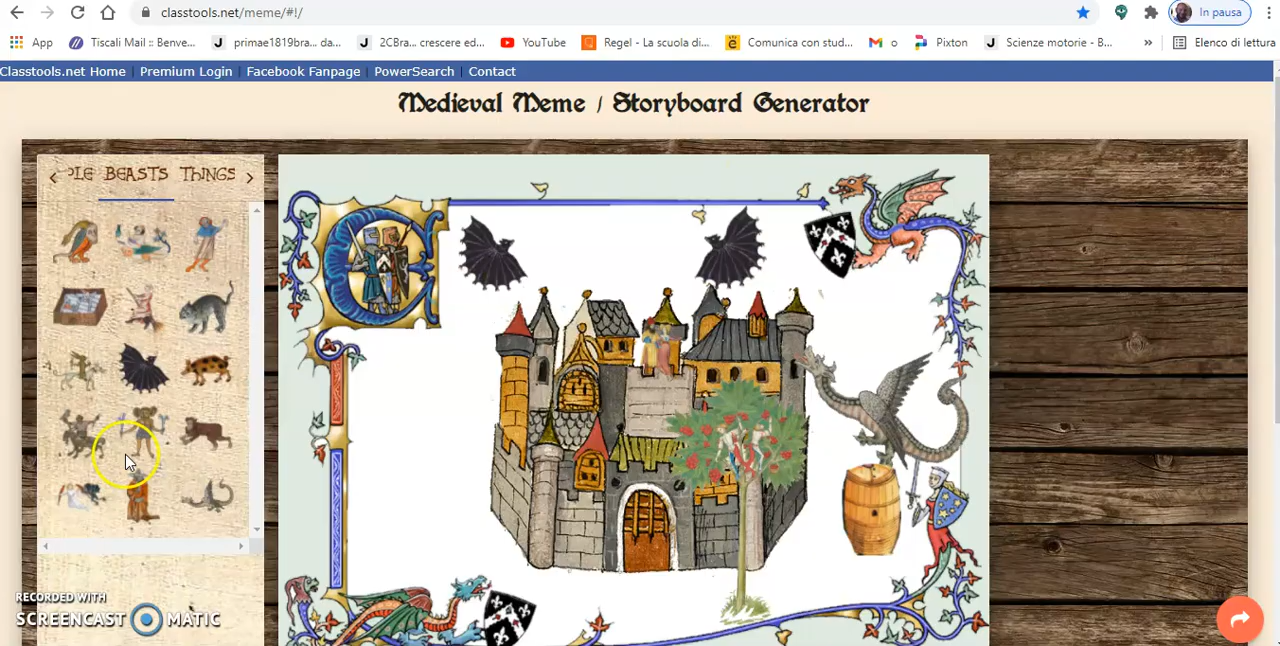 classtools.net/meme/#!/
In pausa
App
Tiscali Mail :: Benve...
primae1819bra... da...
2CBra... crescere ed...
YouTube
Regel - La scuola di...
Comunica con stud...
o
Pixton
Scienze motorie - B...
»
Elenco di lettura
Classtools.net Home | Premium Login | Facebook Fanpage | PowerSearch | Contact
Medieval Meme / Storyboard Generator
PLE BEASTS THINGS
RECORDED WITH
SCREENCAST MATIC